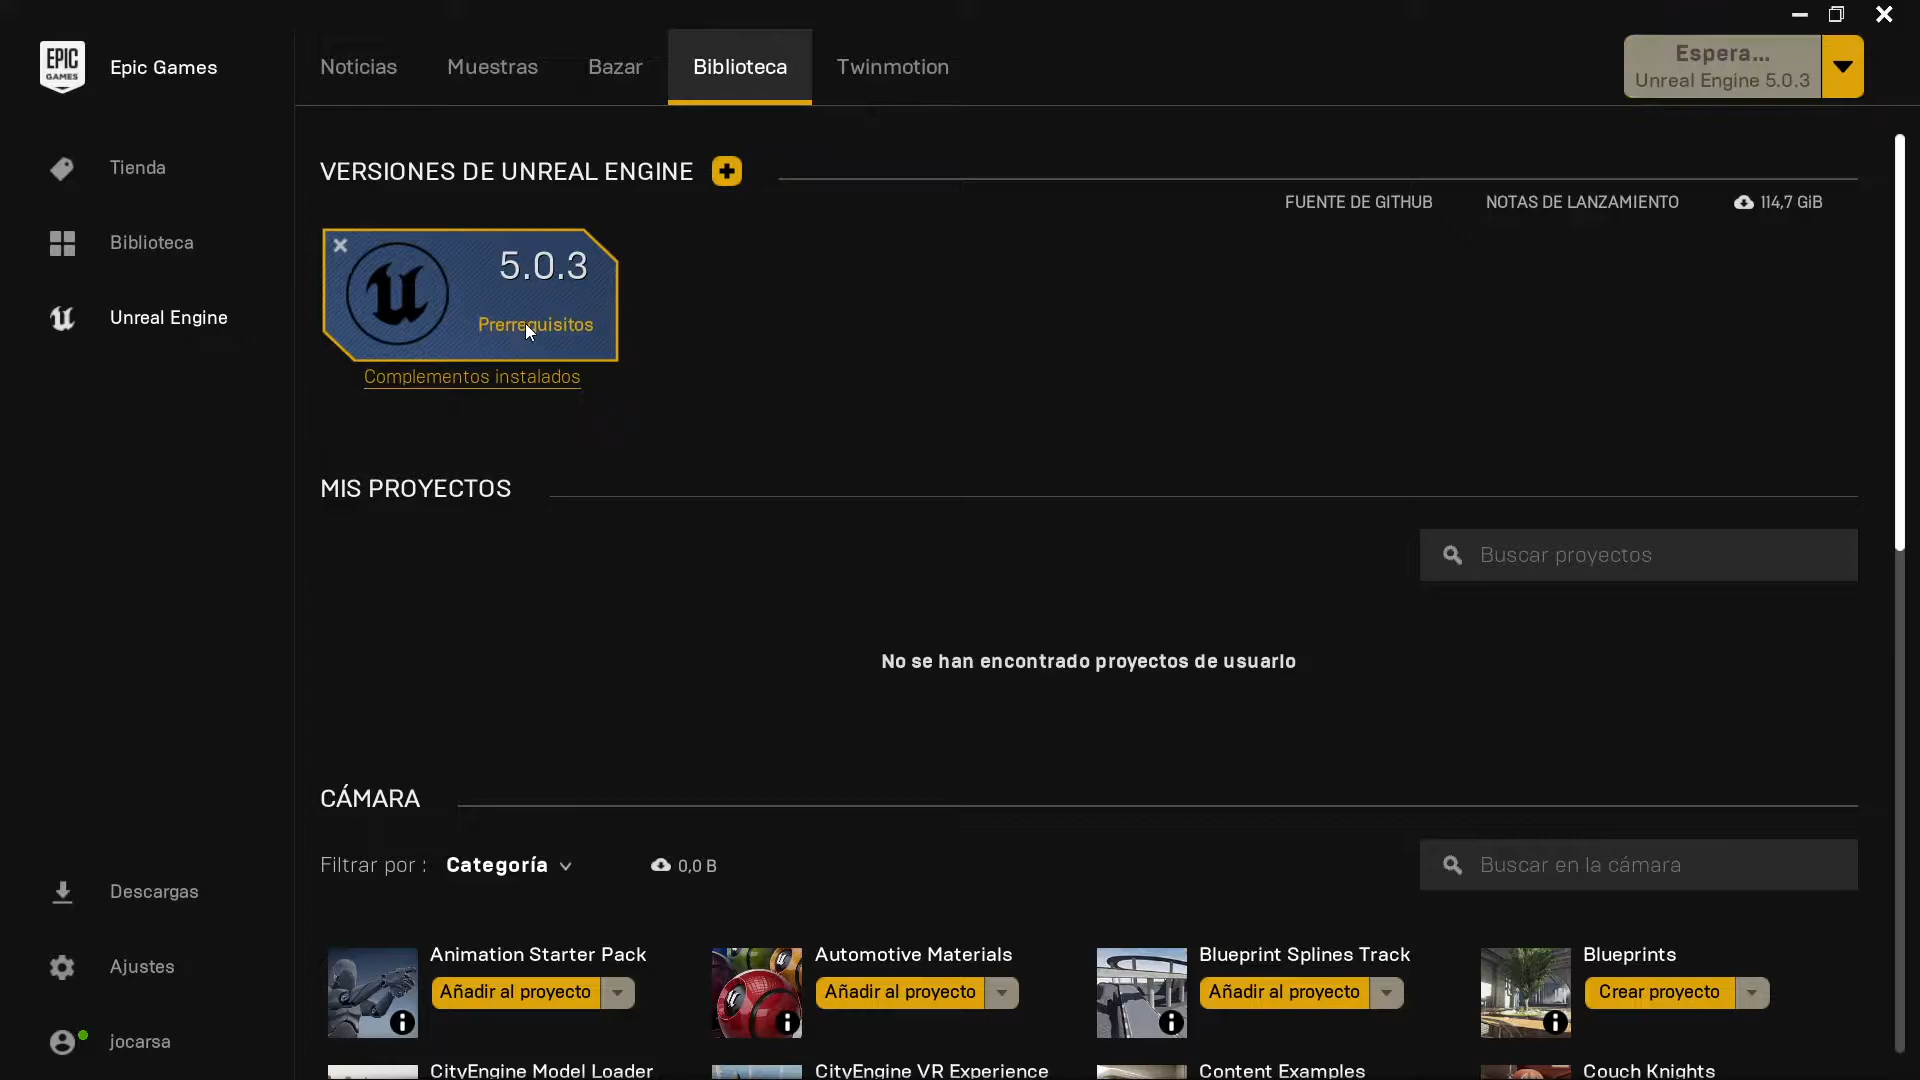 EPIC
GAMES
Epic Games
Noticias
Muestras
Bazar
Biblioteca
Twinmotion
Espera...
Unreal Engine 5.0.3
Tienda
Biblioteca
Unreal Engine
VERSIONES DE UNREAL ENGINE
FUENTE DE GITHUB
NOTAS DE LANZAMIENTO
114,7 GiB
5.0.3
Prerrequisitos
Complementos instalados
MIS PROYECTOS
Buscar proyectos
No se han encontrado proyectos de usuario
CÁMARA
Filtrar por :
Categoría
0,0 B
Buscar en la cámara
Animation Starter Pack
Añadir al proyecto
Automotive Materials
Añadir al proyecto
Blueprint Splines Track
Añadir al proyecto
Blueprints
Crear proyecto
CityEngine Model Loader
CityEngine VR Experience
Content Examples
Couch Knights
Descargas
Ajustes
jocarsa